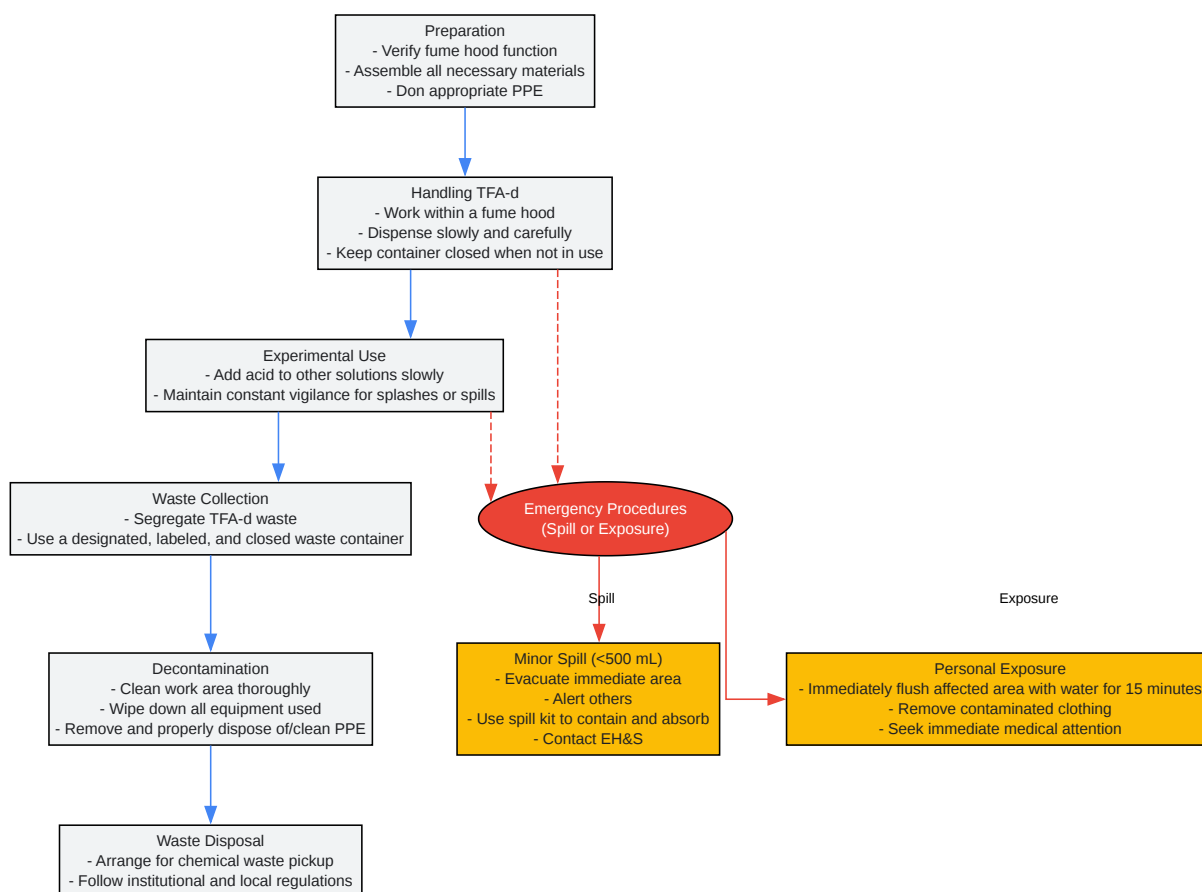 Preparation
- Verify fume hood function
- Assemble all necessary materials
- Don appropriate PPE
Handling TFA-d
- Work within a fume hood
- Dispense slowly and carefully
- Keep container closed when not in use
Experimental Use
- Add acid to other solutions slowly
- Maintain constant vigilance for splashes or spills
Waste Collection
- Segregate TFA-d waste
- Use a designated, labeled, and closed waste container
Emergency Procedures
(Spill or Exposure)
Spill
Exposure
Decontamination
- Clean work area thoroughly
- Wipe down all equipment used
- Remove and properly dispose of/clean PPE
Minor Spill (<500 mL)
- Evacuate immediate area
- Alert others
- Use spill kit to contain and absorb
- Contact EH&S
Personal Exposure
- Immediately flush affected area with water for 15 minutes
- Remove contaminated clothing
- Seek immediate medical attention
Waste Disposal
- Arrange for chemical waste pickup
- Follow institutional and local regulations